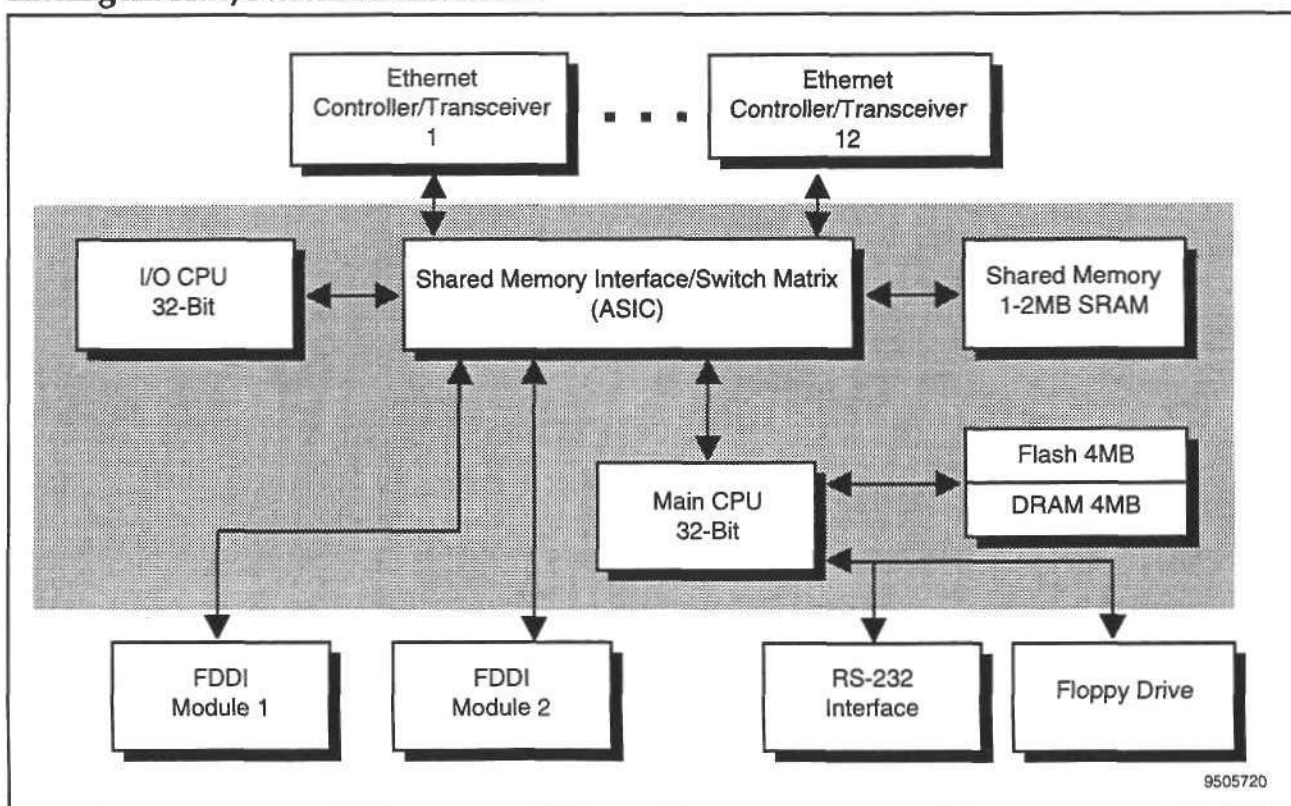 Ethernet
Controller/Transceiver
1
Ethernet
Controller/Transceiver
12
I/O CPU
32-Bit
Shared Memory Interface/Switch Matrix
(ASIC)
Shared Memory
1-2MB SRAM
Main CPU
32-Bit
Flash 4MB
DRAM 4MB
FDDI
Module 1
FDDI
Module 2
RS-232
Interface
Floppy Drive
9505720